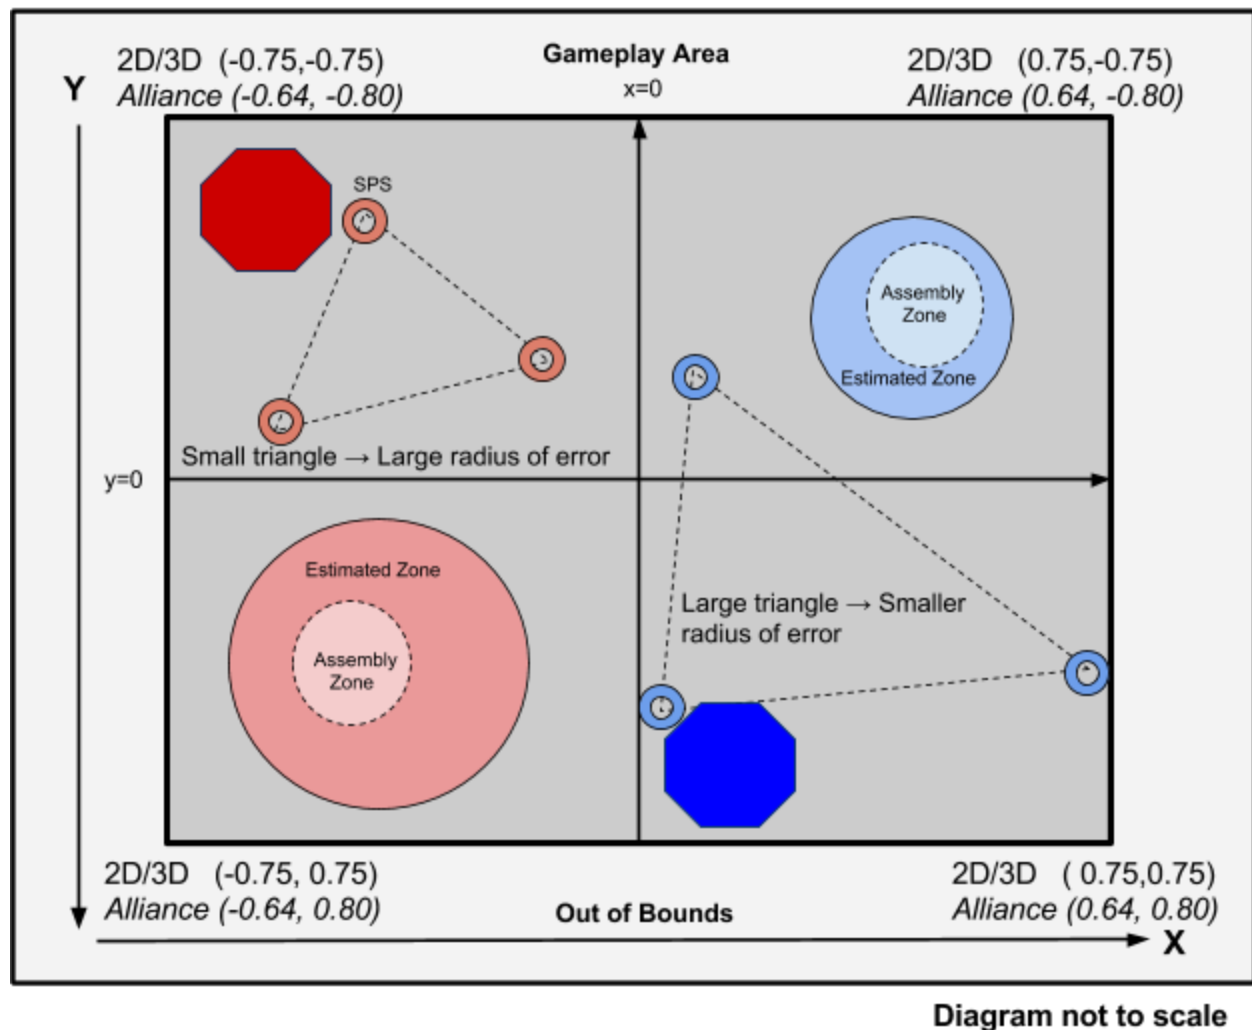 2D/3D (-0.75,-0.75)
Alliance (-0.64, -0.80)
Gameplay Area
x=0
2D/3D (0.75,-0.75)
Alliance (0.64, -0.80)
Y
SPS
Assembly
Zone
Estimated Zone
Small triangle → Large radius of error
y=0
Estimated Zone
Assembly
Zone
Large triangle → Smaller
radius of error
2D/3D (-0.75, 0.75)
Alliance (-0.64, 0.80)
Out of Bounds
2D/3D ( 0.75,0.75)
Alliance (0.64, 0.80)
X
Diagram not to scale